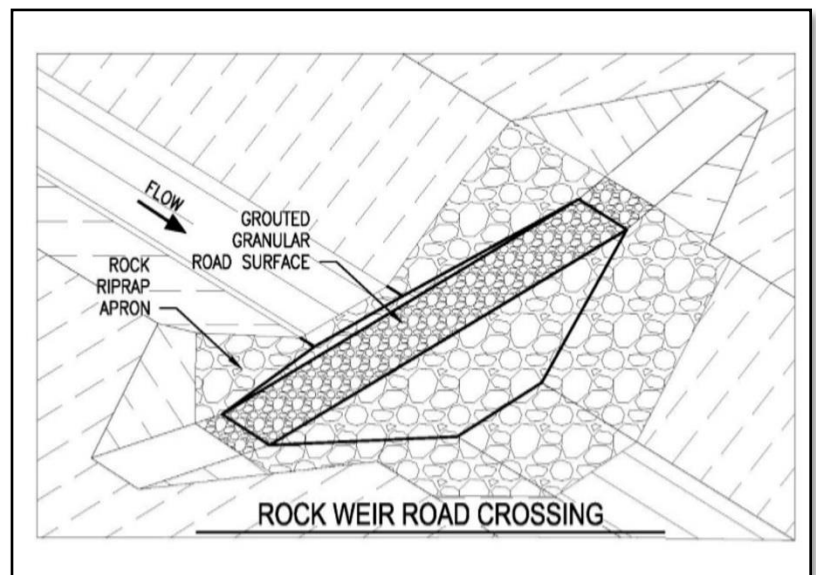 FLOW
GROUTED
GRANULAR
ROAD SURFACE
ROCK
RIPRAP
APRON
ROCK WEIR ROAD CROSSING